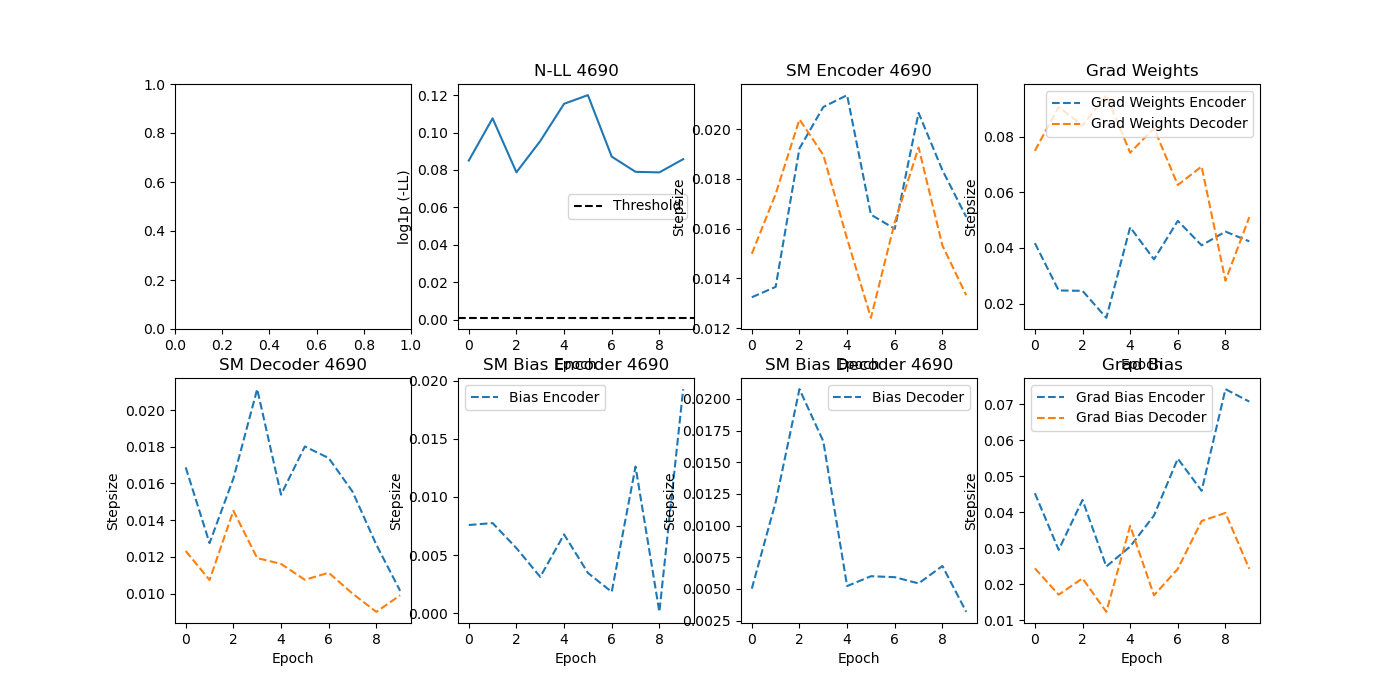 N-LL 4690
SM Encoder 4690
Grad Weights
1.0
0.8
0.6
0.4
0.2
0.0
0.0 0.2 0.4 0.6 0.8 1.0
log1p (-LL)
0.12
0.10
0.08
0.06
0.04
0.02
0.00
Threshold
0 2 4 6 8
Epoch
Stepsize
0.020
0.018
0.016
0.014
0.012
0 2 4 6 8
Epoch
Stepsize
0.08
0.06
0.04
0.02
Grad Weights Encoder
Grad Weights Decoder
0 2 4 6 8
Epoch
SM Decoder 4690
SM Bias Encoder 4690
SM Bias Decoder 4690
Grad Bias
Stepsize
0.020
0.018
0.016
0.014
0.012
0.010
0 2 4 6 8
Epoch
Stepsize
0.020
0.015
0.010
0.005
0.000
Bias Encoder
0 2 4 6 8
Epoch
Stepsize
0.0200
0.0175
0.0150
0.0125
0.0100
0.0075
0.0050
0.0025
Bias Decoder
0 2 4 6 8
Epoch
Stepsize
0.07
0.06
0.05
0.04
0.03
0.02
0.01
Grad Bias Encoder
Grad Bias Decoder
0 2 4 6 8
Epoch